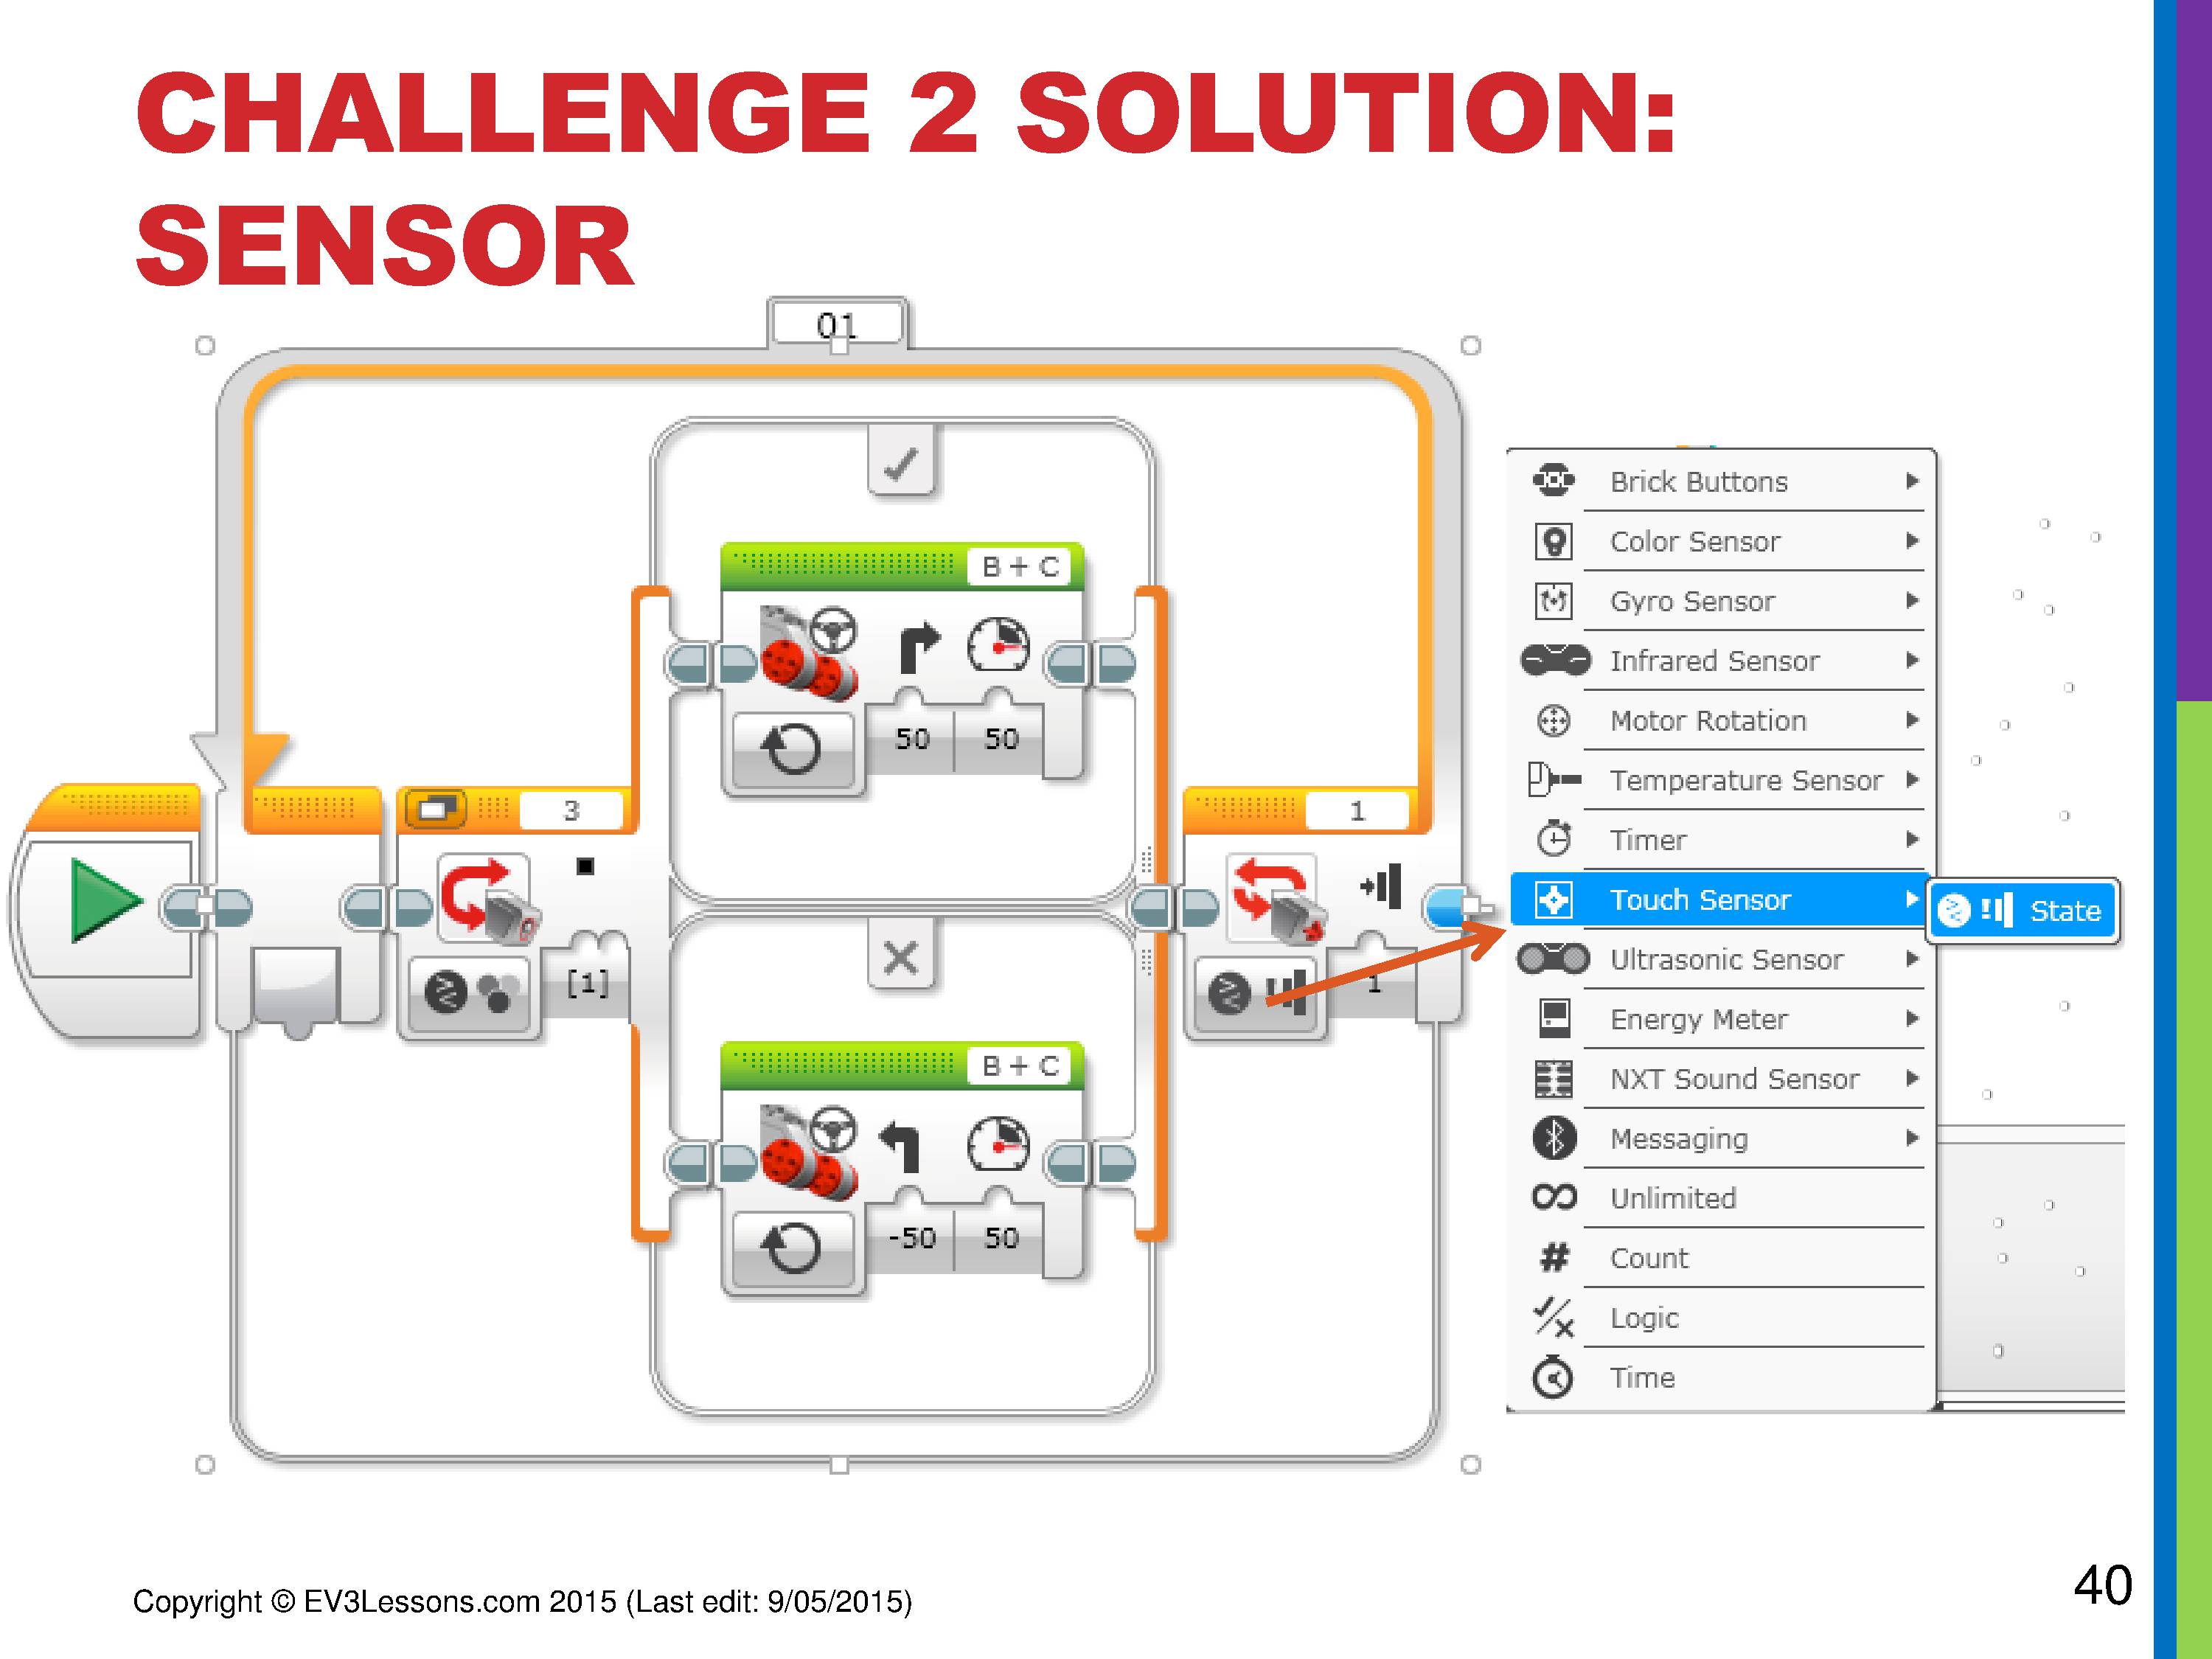 CHALLENGE 2 SOLUTION:
SENSOR
01
B + C
50 50
3
[1]
1
1
B + C
-50 50
Brick Buttons
Color Sensor
Gyro Sensor
Infrared Sensor
Motor Rotation
Temperature Sensor
Timer
Touch Sensor
State
Ultrasonic Sensor
Energy Meter
NXT Sound Sensor
Messaging
Unlimited
# Count
Logic
Time
Copyright © EV3Lessons.com 2015 (Last edit: 9/05/2015)
40